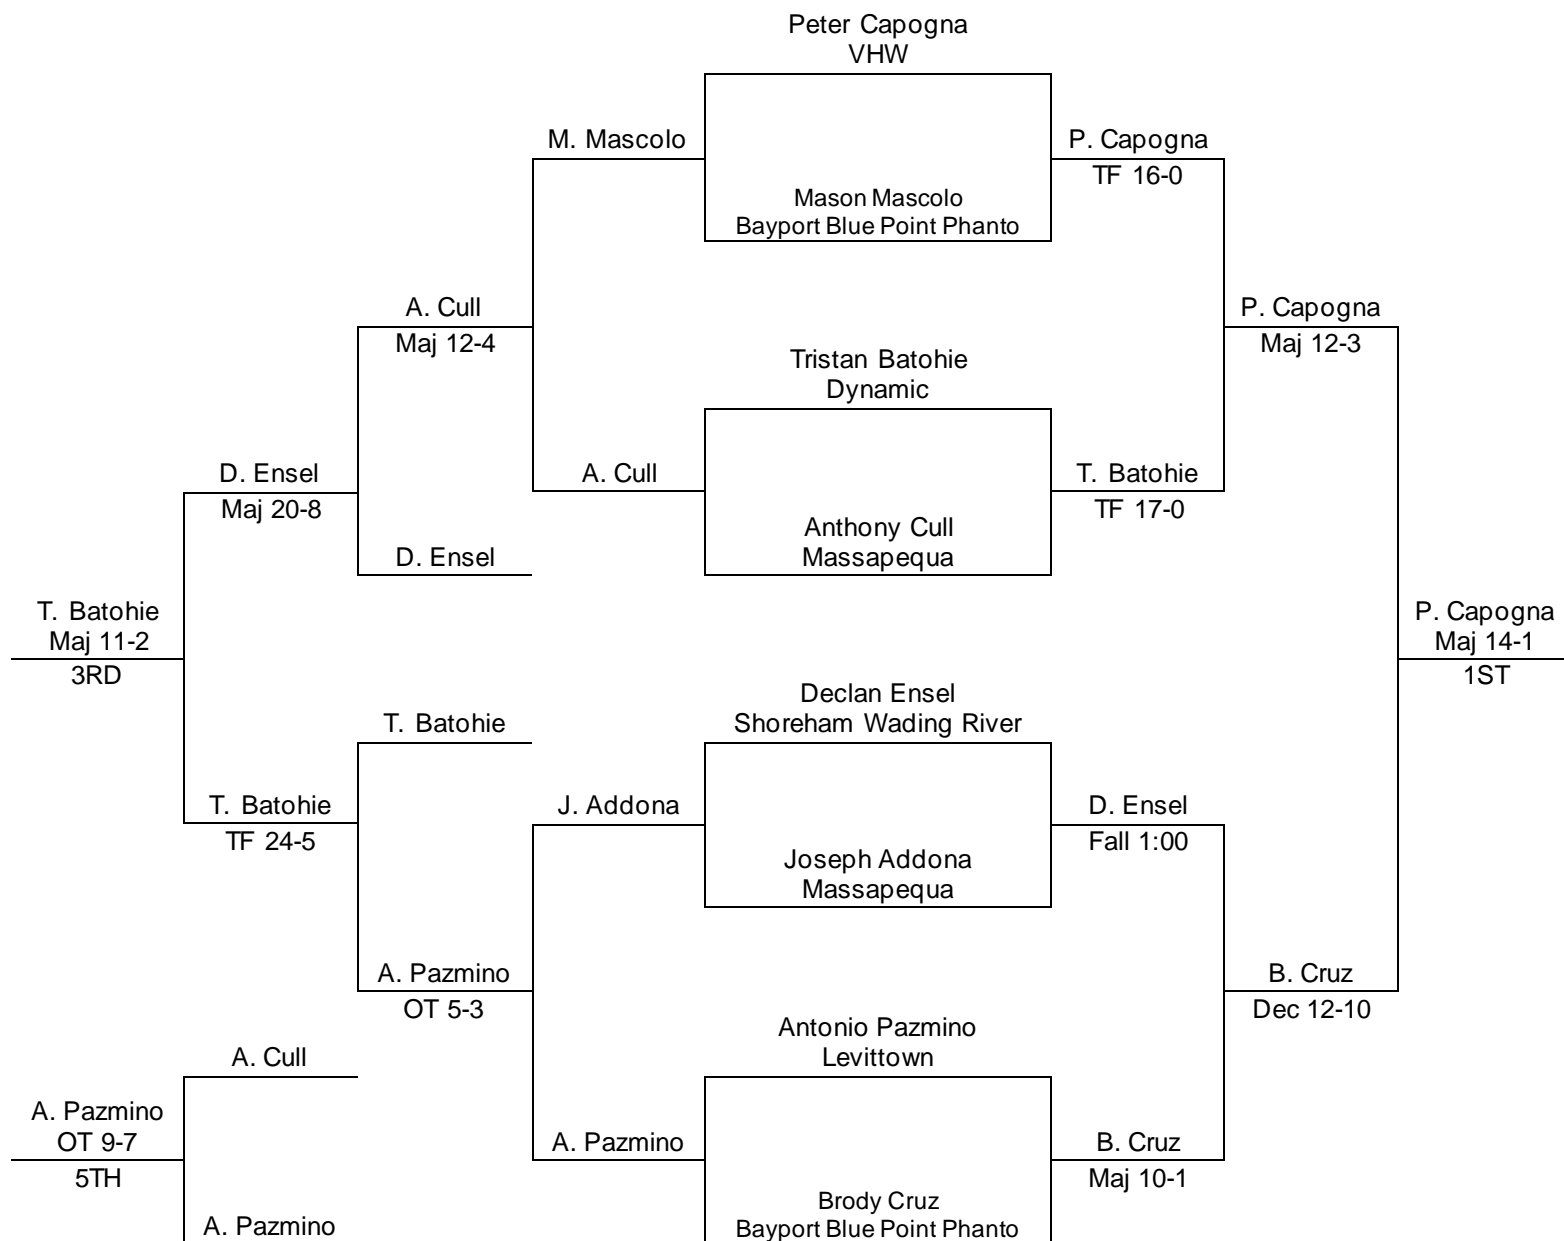 Peter Capogna
VHW
M. Mascolo
P. Capogna
TF 16-0
Mason Mascolo
Bayport Blue Point Phanto
A. Cull
Maj 12-4
P. Capogna
Maj 12-3
Tristan Batohie
Dynamic
D. Ensel
Maj 20-8
A. Cull
T. Batohie
TF 17-0
Anthony Cull
Massapequa
D. Ensel
T. Batohie
Maj 11-2
3RD
P. Capogna
Maj 14-1
1ST
Declan Ensel
Shoreham Wading River
T. Batohie
T. Batohie
TF 24-5
J. Addona
D. Ensel
Fall 1:00
Joseph Addona
Massapequa
A. Pazmino
OT 5-3
B. Cruz
Dec 12-10
Antonio Pazmino
Levittown
A. Cull
A. Pazmino
OT 9-7
5TH
A. Pazmino
B. Cruz
Maj 10-1
Brody Cruz
Bayport Blue Point Phanto
A. Pazmino